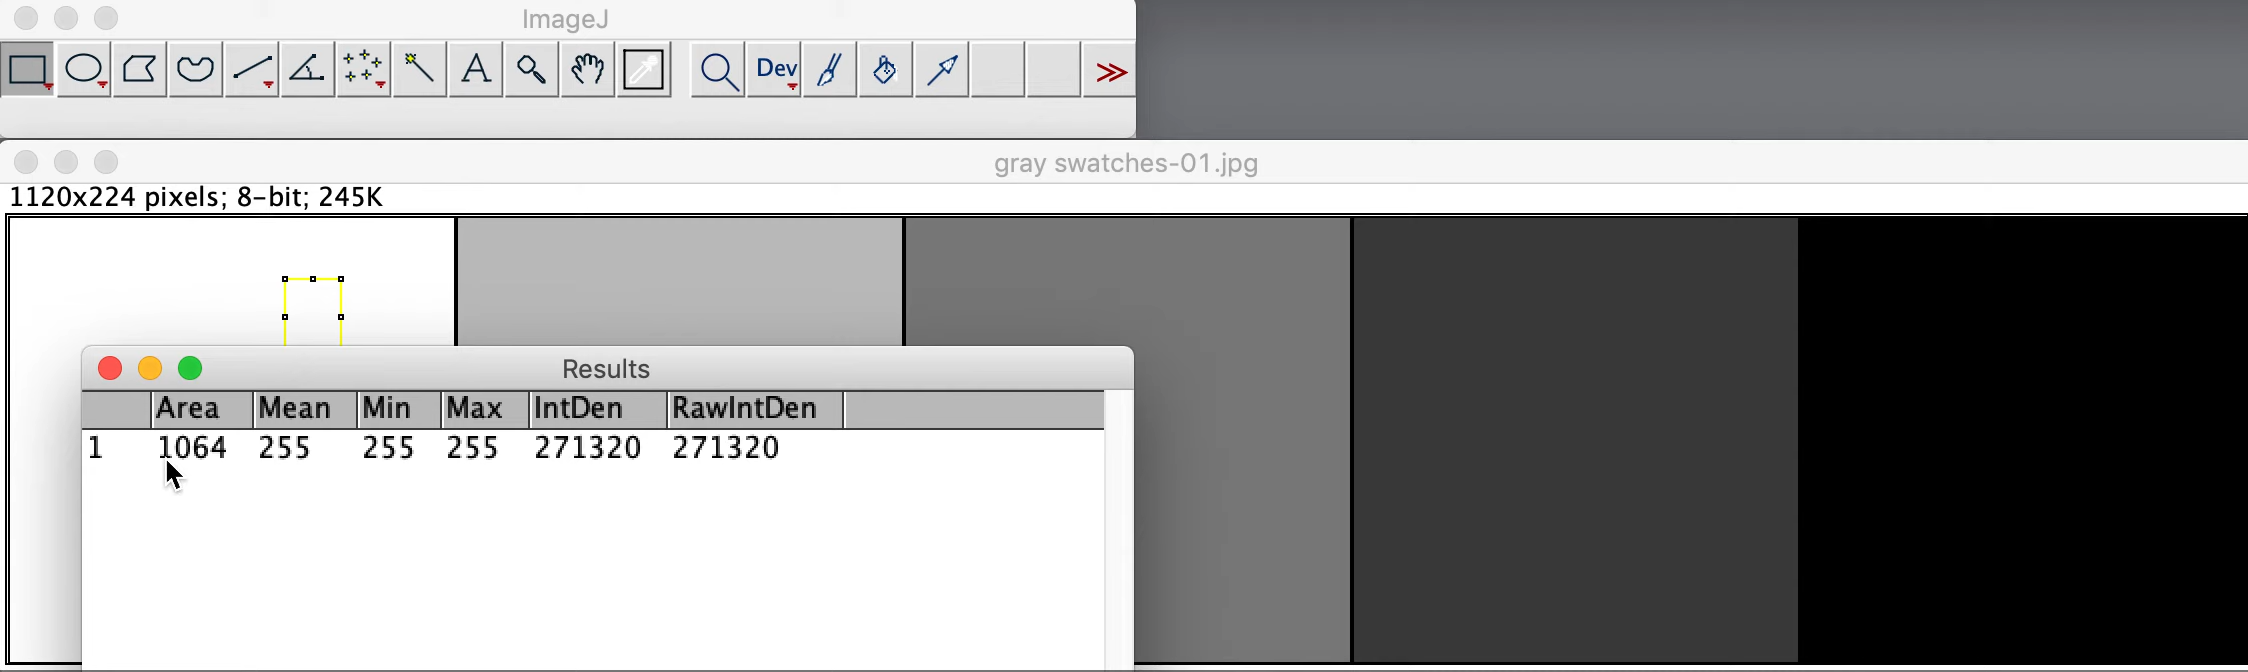 ImageJ
A Dev >>
gray swatches-01.jpg
1120x224 pixels; 8-bit; 245K
Results
Area Mean Min Max IntDen RawIntDen
1 1064 255 255 255 271320 271320